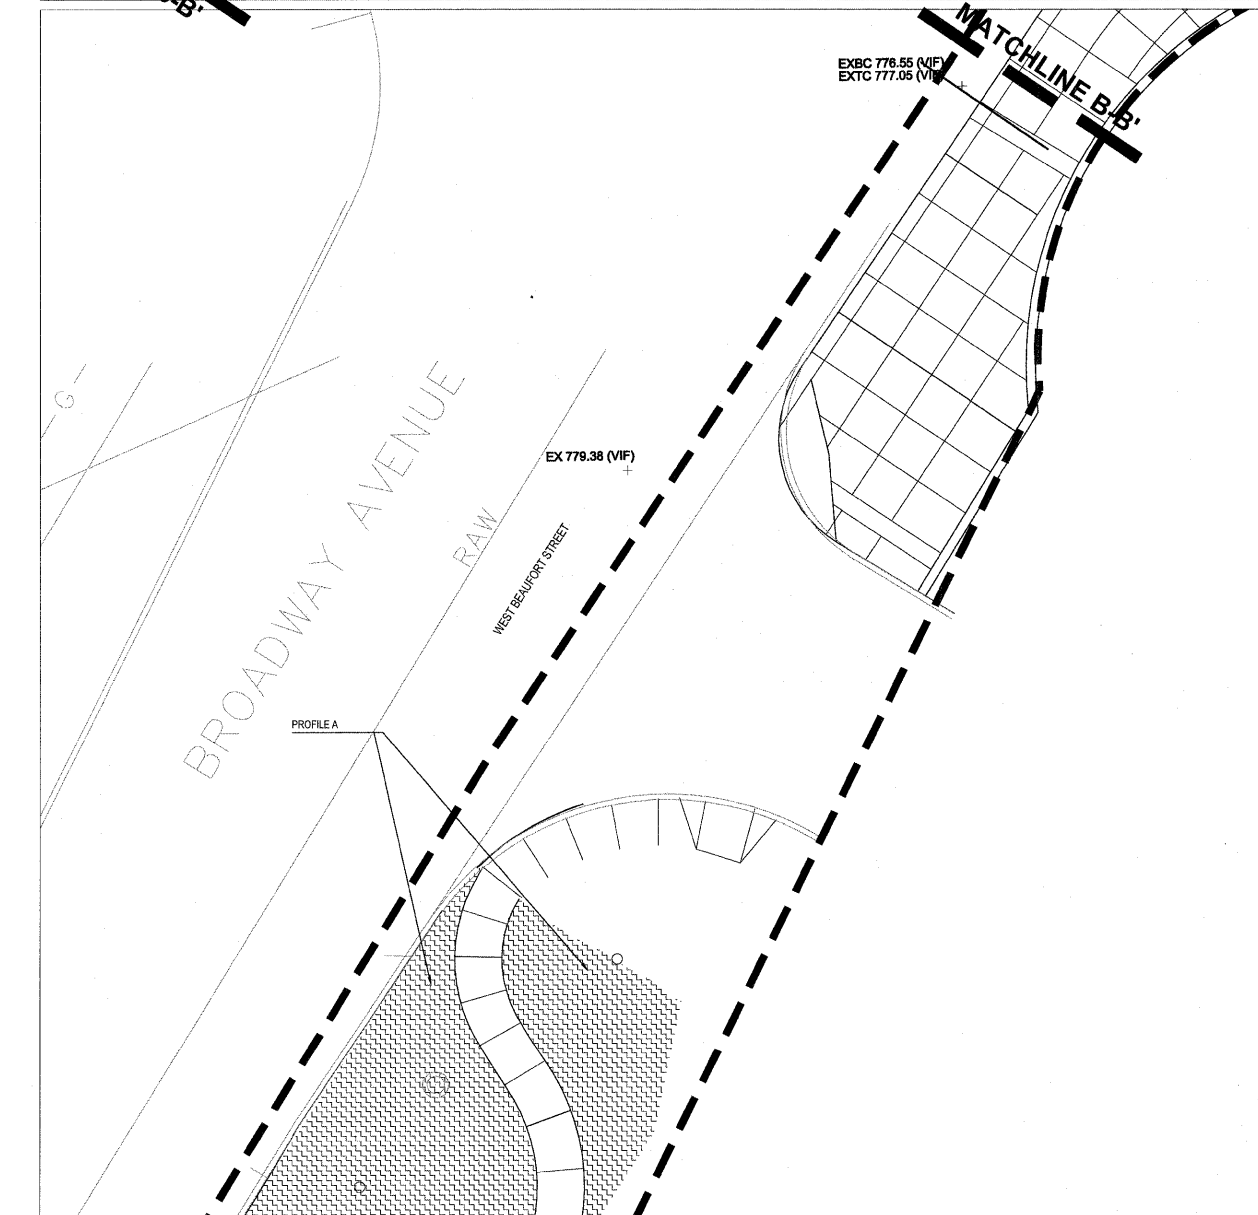 B-B'
MATCHLINE B-B'
EXBC 776.55 (VIF)
EXTC 777.05 (VIF)
G
BROADWAY AVENUE
EX 779.38 (VIF)
RAW
WEST BEAUFORT STREET
PROFILE A